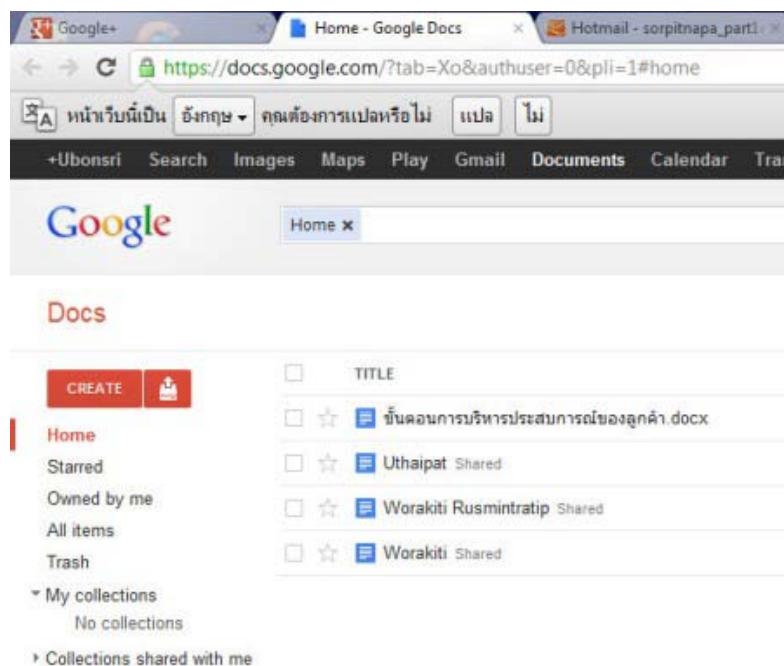 Google+ Home - Google Docs Hotmail - sorpitnapa_part1
https://docs.google.com/?tab=Xo&authuser=0&pli=1#home
หน้าเว็บนี้เป็น อังกฤษ คุณต้องการแปลหรือไม่ แปล ไม่
+Ubonsri Search Images Maps Play Gmail Documents Calendar Tra
Google Home
Docs
TITLE
CREATE
ขั้นตอนการบริหารประสบการณ์ของลูกค้า.docx
Home
Starred
Uthaipat Shared
Owned by me
Worakiti Rusmintratip Shared
All items
Worakiti Shared
Trash
My collections
No collections
Collections shared with me